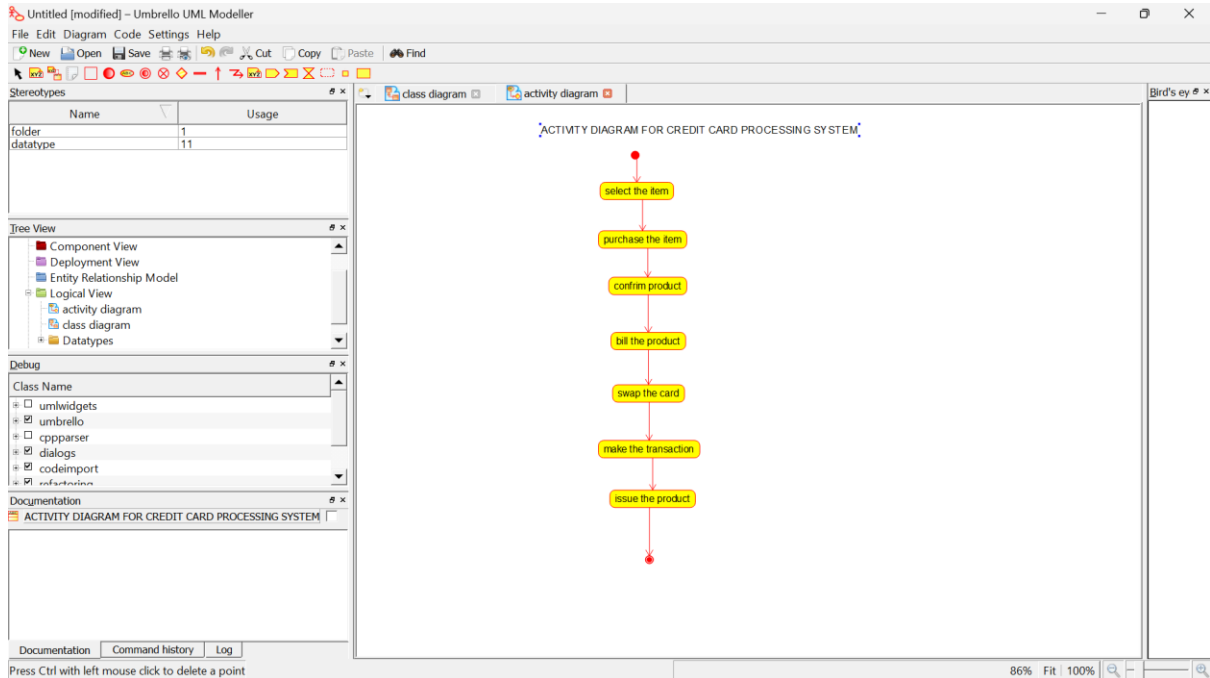 Untitled [modified] – Umbrello UML Modeller
File Edit Diagram Code Settings Help
New Open Save Cut Copy Paste Find
Stereotypes
Name Usage
folder 1
datatype 11
Tree View
Component View
Deployment View
Entity Relationship Model
Logical View
activity diagram
class diagram
Datatypes
Debug
Class Name
umlwidgets
umbrello
cppparser
dialogs
codeimport
refactoring
Documentation
ACTIVITY DIAGRAM FOR CREDIT CARD PROCESSING SYSTEM
Documentation Command history Log
Press Ctrl with left mouse click to delete a point
class diagram activity diagram
ACTIVITY DIAGRAM FOR CREDIT CARD PROCESSING SYSTEM
select the item
purchase the item
confrim product
bill the product
swap the card
make the transaction
issue the product
Bird's ey
86% Fit 100%